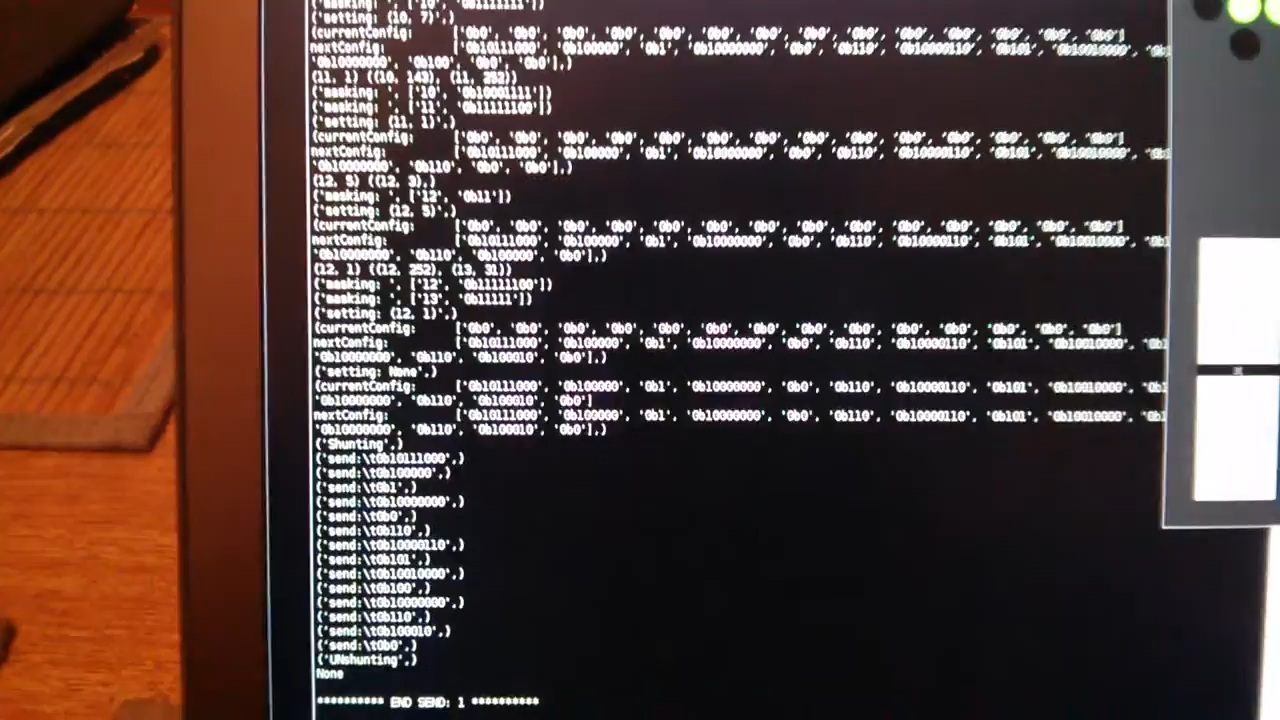 ('masking: ', ['10', '0b1111111'])
('setting: (10, 7)',)
(currentConfig: ['0b0', '0b0', '0b0', '0b0', '0b0', '0b0', '0b0', '0b0', '0b0', '0b0', '0b0', '0b0', '0b0', '0b0']
nextConfig: ['0b10111000', '0b100000', '0b1', '0b10000000', '0b0', '0b110', '0b10000110', '0b101', '0b10010000', '0b1
'0b10000000', '0b100', '0b0', '0b0'],)
(11, 1) ((10, 143), (11, 252))
('masking: ', ['10', '0b10001111'])
('masking: ', ['11', '0b11111100'])
('setting: (11, 1)',)
(currentConfig: ['0b0', '0b0', '0b0', '0b0', '0b0', '0b0', '0b0', '0b0', '0b0', '0b0', '0b0', '0b0', '0b0', '0b0']
nextConfig: ['0b10111000', '0b100000', '0b1', '0b10000000', '0b0', '0b110', '0b10000110', '0b101', '0b10010000', '0b1
'0b10000000', '0b110', '0b0', '0b0'],)
(12, 5) ((12, 3),)
('masking: ', ['12', '0b11'])
('setting: (12, 5)',)
(currentConfig: ['0b0', '0b0', '0b0', '0b0', '0b0', '0b0', '0b0', '0b0', '0b0', '0b0', '0b0', '0b0', '0b0', '0b0']
nextConfig: ['0b10111000', '0b100000', '0b1', '0b10000000', '0b0', '0b110', '0b10000110', '0b101', '0b10010000', '0b1
'0b10000000', '0b110', '0b100000', '0b0'],)
(12, 1) ((12, 252), (13, 31))
('masking: ', ['12', '0b11111100'])
('masking: ', ['13', '0b11111'])
('setting: (12, 1)',)
(currentConfig: ['0b0', '0b0', '0b0', '0b0', '0b0', '0b0', '0b0', '0b0', '0b0', '0b0', '0b0', '0b0', '0b0', '0b0']
nextConfig: ['0b10111000', '0b100000', '0b1', '0b10000000', '0b0', '0b110', '0b10000110', '0b101', '0b10010000', '0b1
'0b10000000', '0b110', '0b100010', '0b0'],)
('setting: None',)
(currentConfig: ['0b10111000', '0b100000', '0b1', '0b10000000', '0b0', '0b110', '0b10000110', '0b101', '0b10010000', '0b1
'0b10000000', '0b110', '0b100010', '0b0']
nextConfig: ['0b10111000', '0b100000', '0b1', '0b10000000', '0b0', '0b110', '0b10000110', '0b101', '0b10010000', '0b1
'0b10000000', '0b110', '0b100010', '0b0'],)
('Shunting',)
('send:\t0b10111000',)
('send:\t0b100000',)
('send:\t0b1',)
('send:\t0b10000000',)
('send:\t0b0',)
('send:\t0b110',)
('send:\t0b10000110',)
('send:\t0b101',)
('send:\t0b10010000',)
('send:\t0b100',)
('send:\t0b10000000',)
('send:\t0b110',)
('send:\t0b100010',)
('send:\t0b0',)
('UNshunting',)
None
********** END SEND: 1 **********